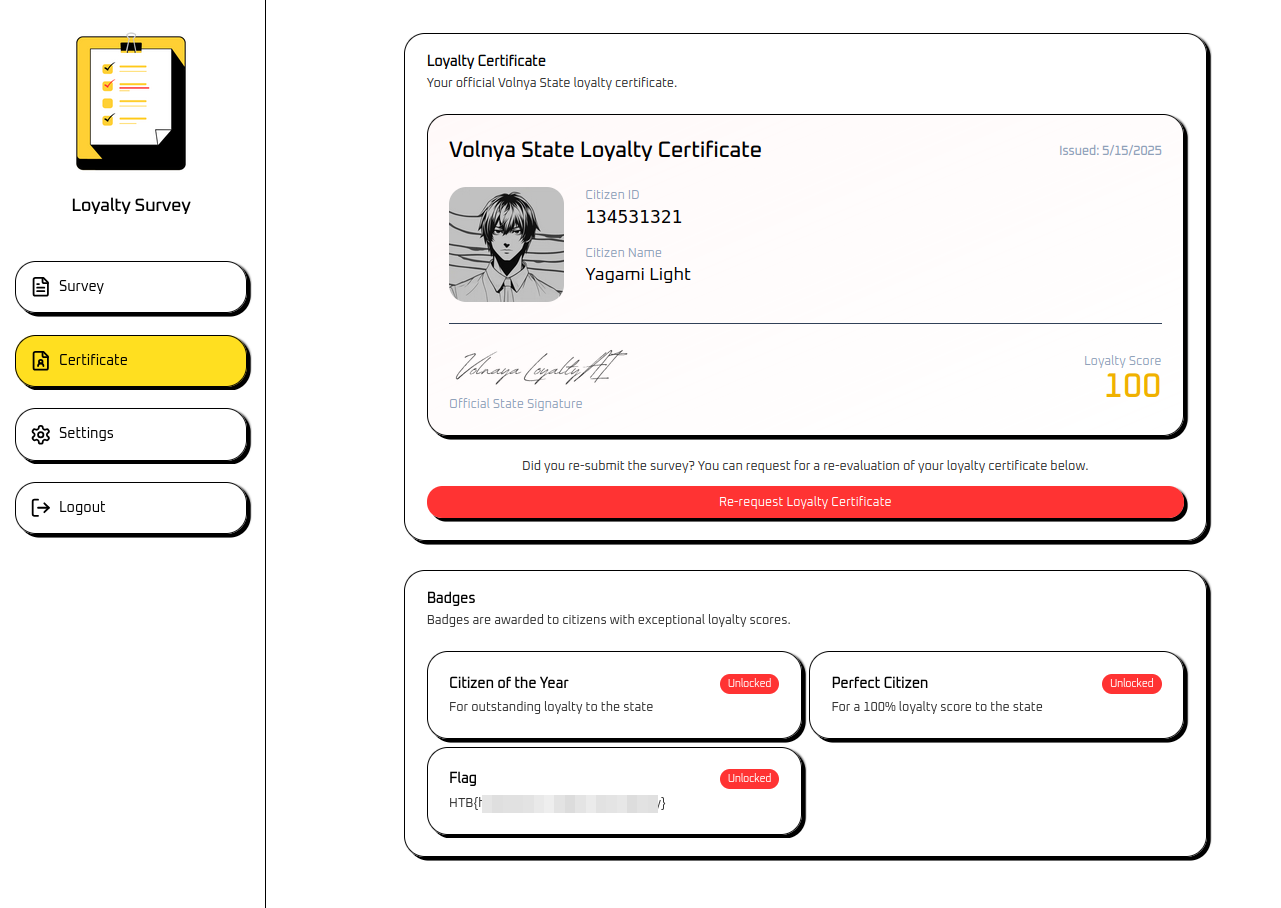 Loyalty Survey
Survey
Certificate
Settings
Logout
Loyalty Certificate
Your official Volnya State loyalty certificate.
Volnya State Loyalty Certificate
Issued: 5/15/2025
Citizen ID
134531321
Citizen Name
Yagami Light
Volnaya LoyaltyAI
Official State Signature
Loyalty Score
100
Did you re-submit the survey? You can request for a re-evaluation of your loyalty certificate below.
Re-request Loyalty Certificate
Badges
Badges are awarded to citizens with exceptional loyalty scores.
Citizen of the Year
Unlocked
For outstanding loyalty to the state
Perfect Citizen
Unlocked
For a 100% loyalty score to the state
Flag
Unlocked
HTB{ }